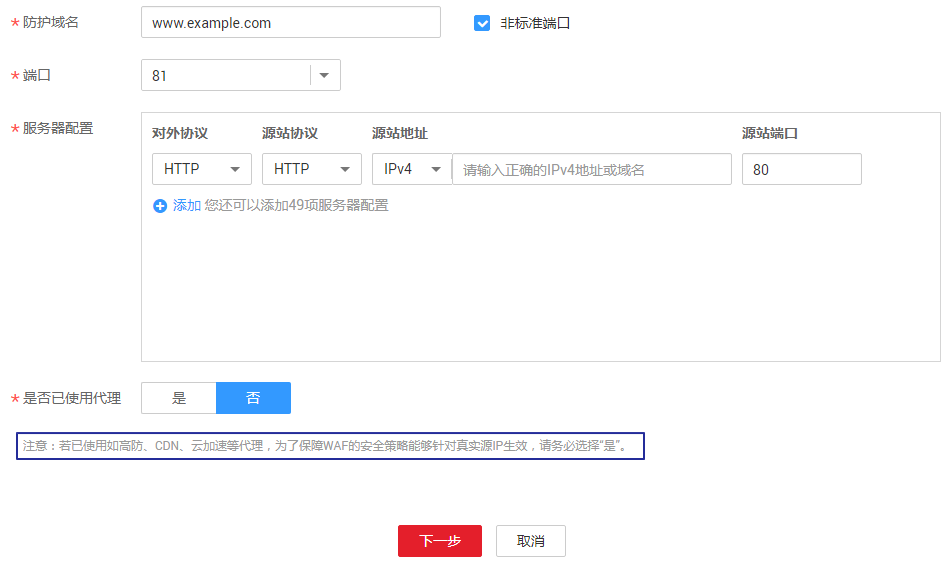 * 防护域名 www.example.com 非标准端口
* 端口 81
* 服务器配置 对外协议 源站协议 源站地址 源站端口
HTTP HTTP IPv4 请输入正确的IPv4地址或域名 80
添加 您还可以添加49项服务器配置
* 是否已使用代理 是 否
注意：若已使用如高防、CDN、云加速等代理，为了保障WAF的安全策略能够针对真实源IP生效，请务必选择“是”。
下一步 取消